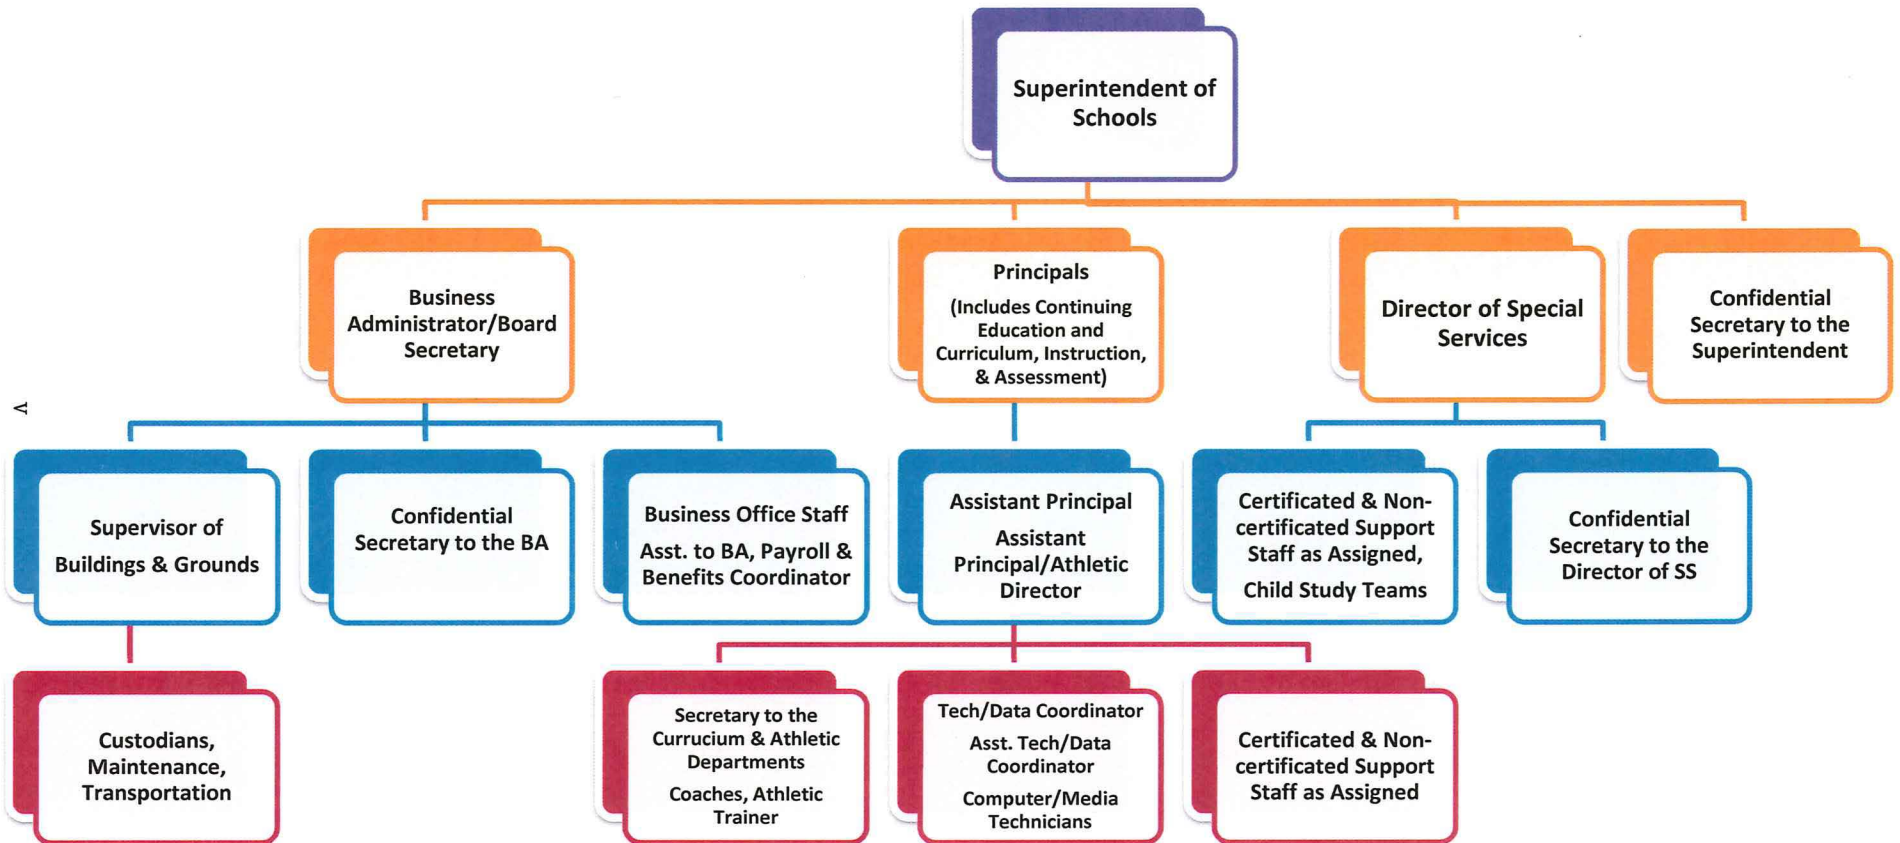 Superintendent of
Schools
Business
Administrator/Board
Secretary
Principals
(Includes Continuing
Education and
Curriculum, Instruction,
& Assessment)
Director of Special
Services
Confidential
Secretary to the
Superintendent
v
Supervisor of
Buildings & Grounds
Confidential
Secretary to the BA
Business Office Staff
Asst. to BA, Payroll &
Benefits Coordinator
Assistant Principal
Assistant
Principal/Athletic
Director
Certificated & Non-
certificated Support
Staff as Assigned,
Child Study Teams
Confidential
Secretary to the
Director of SS
Custodians,
Maintenance,
Transportation
Secretary to the
Currucium & Athletic
Departments
Coaches, Athletic
Trainer
Tech/Data Coordinator
Asst. Tech/Data
Coordinator
Computer/Media
Technicians
Certificated & Non-
certificated Support
Staff as Assigned